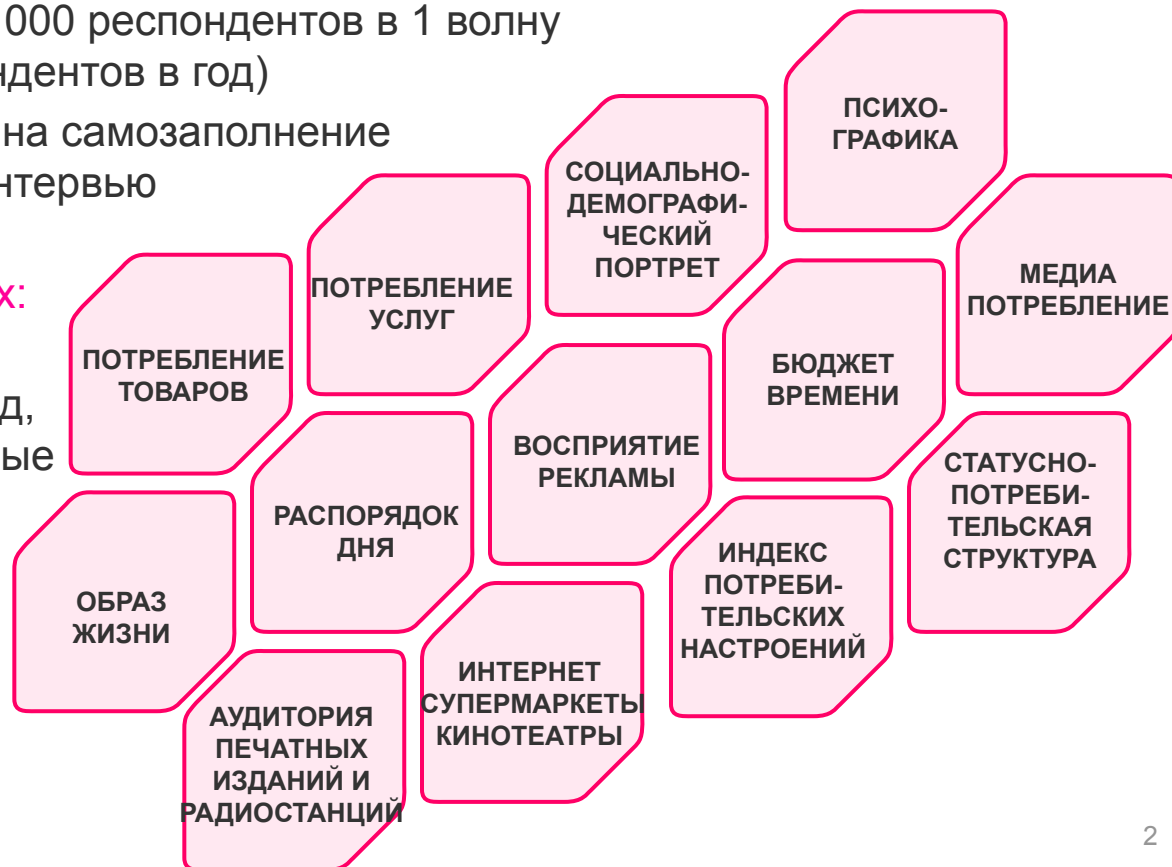 000 респондентов в 1 волну
ндентов в год)
на самозаполнение
нтервью
х:
д,
ые
ПСИХО-
ГРАФИКА
СОЦИАЛЬНО-
ДЕМОГРАФИ-
ЧЕСКИЙ
ПОРТРЕТ
МЕДИА
ПОТРЕБЛЕНИЕ
ПОТРЕБЛЕНИЕ
УСЛУГ
ПОТРЕБЛЕНИЕ
ТОВАРОВ
БЮДЖЕТ
ВРЕМЕНИ
ВОСПРИЯТИЕ
РЕКЛАМЫ
СТАТУСНО-
ПОТРЕБИ-
ТЕЛЬСКАЯ
СТРУКТУРА
РАСПОРЯДОК
ДНЯ
ИНДЕКС
ПОТРЕБИ-
ТЕЛЬСКИХ
НАСТРОЕНИЙ
ОБРАЗ
ЖИЗНИ
ИНТЕРНЕТ
СУПЕРМАРКЕТЫ
КИНОТЕАТРЫ
АУДИТОРИЯ
ПЕЧАТНЫХ
ИЗДАНИЙ И
РАДИОСТАНЦИЙ
2